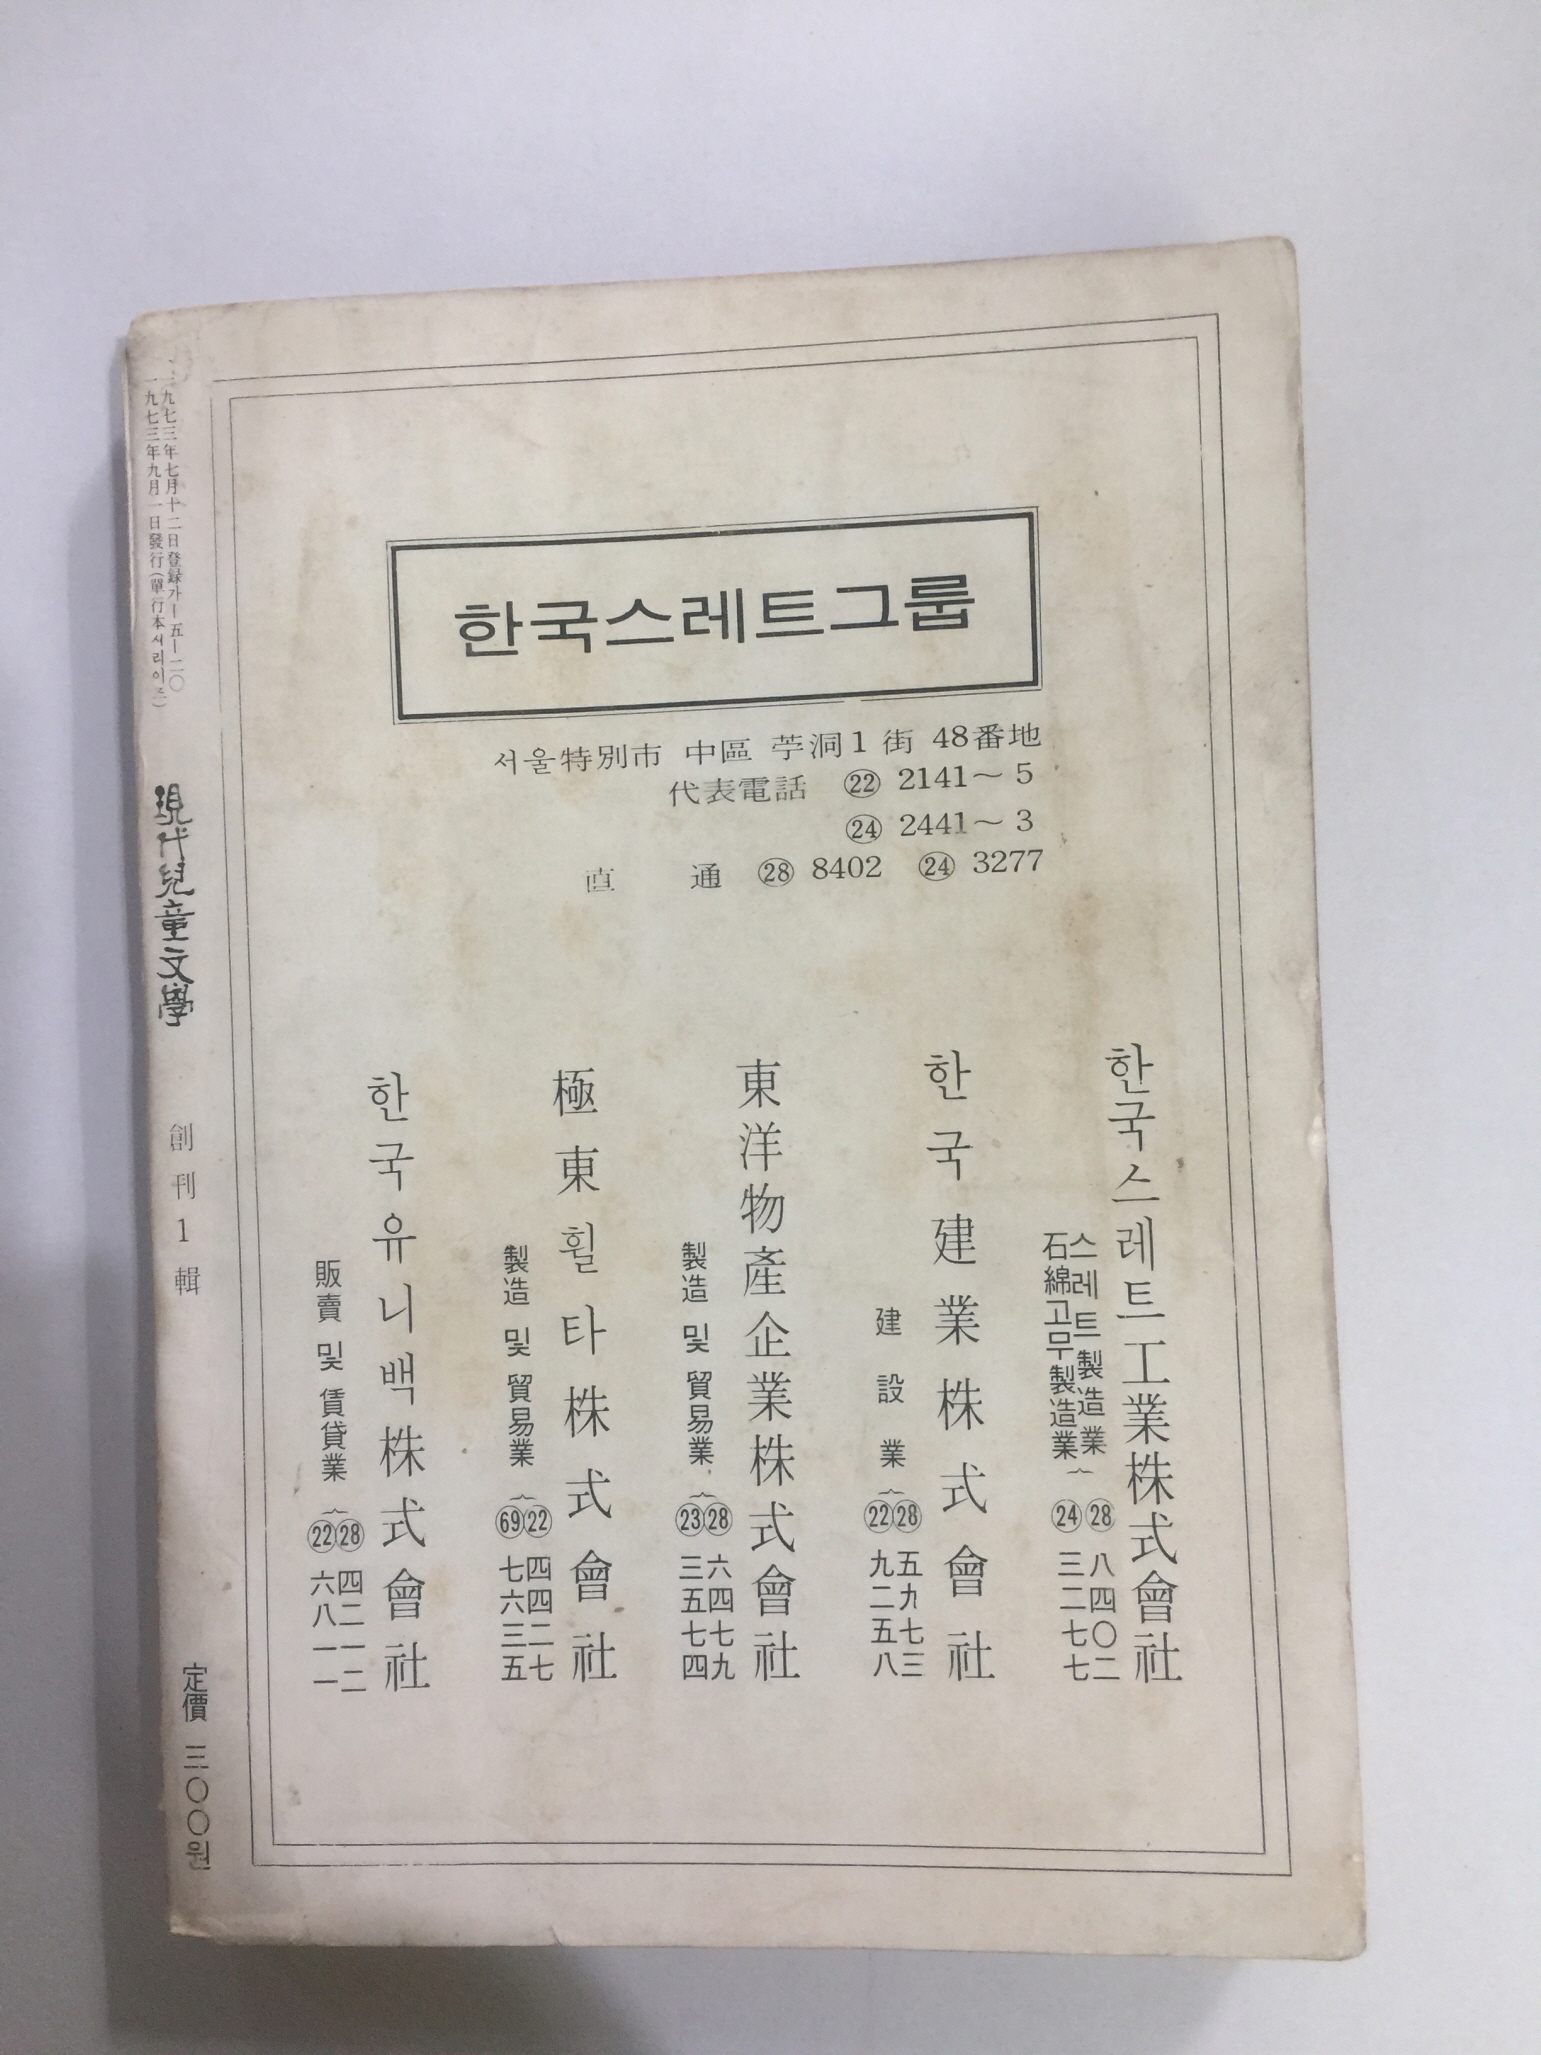 한국스레트그룹
서울特別市 中區 苧洞1街 48番地
代表電話 ㉒ 2141～5
㉔ 2441～3
直通 ㉘ 8402 ㉔ 3277
한국스레트工業株式會社
스레트製造業
石綿고무製造業
㉘ 八四〇二
㉔ 三二七七
한국建業株式會社
建設業
㉘ 五九七三
㉒ 九二五八
東洋物産企業株式會社
製造 및 貿易業
㉘ 六四七九
㉓ 三五七四
極東휠타株式會社
製造 및 貿易業
㉒ 四四二七
69 七六三五
한국유니백株式會社
販賣 및 賃貸業
㉘ 四二一二
㉒ 六八一一
一九七三年七月十二日登録가―五―二〇
一九七三年九月一日發行(單行本시리이즈)
現代兒童文學
創刊1輯
定價 三〇〇원